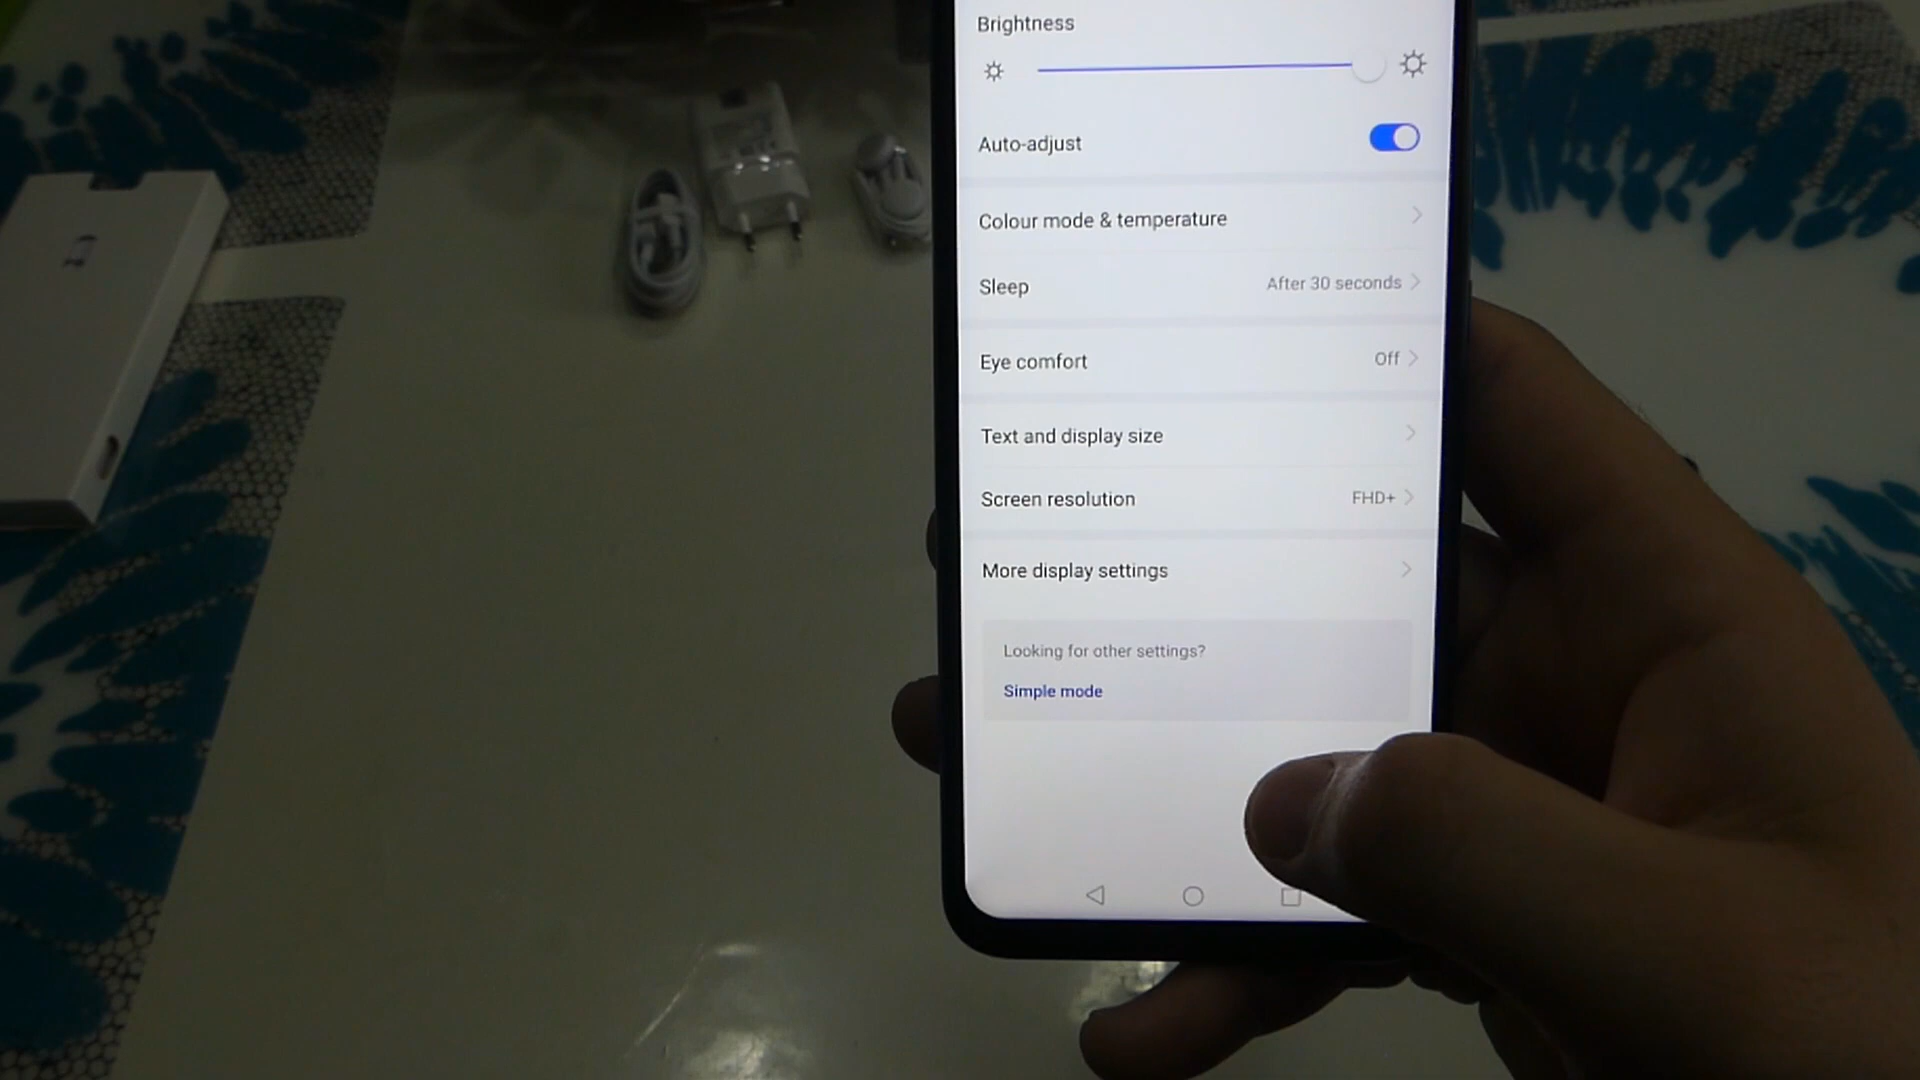 Brightness
Auto-adjust
Colour mode & temperature
Sleep After 30 seconds
Eye comfort Off
Text and display size
Screen resolution FHD+
More display settings
Looking for other settings?
Simple mode